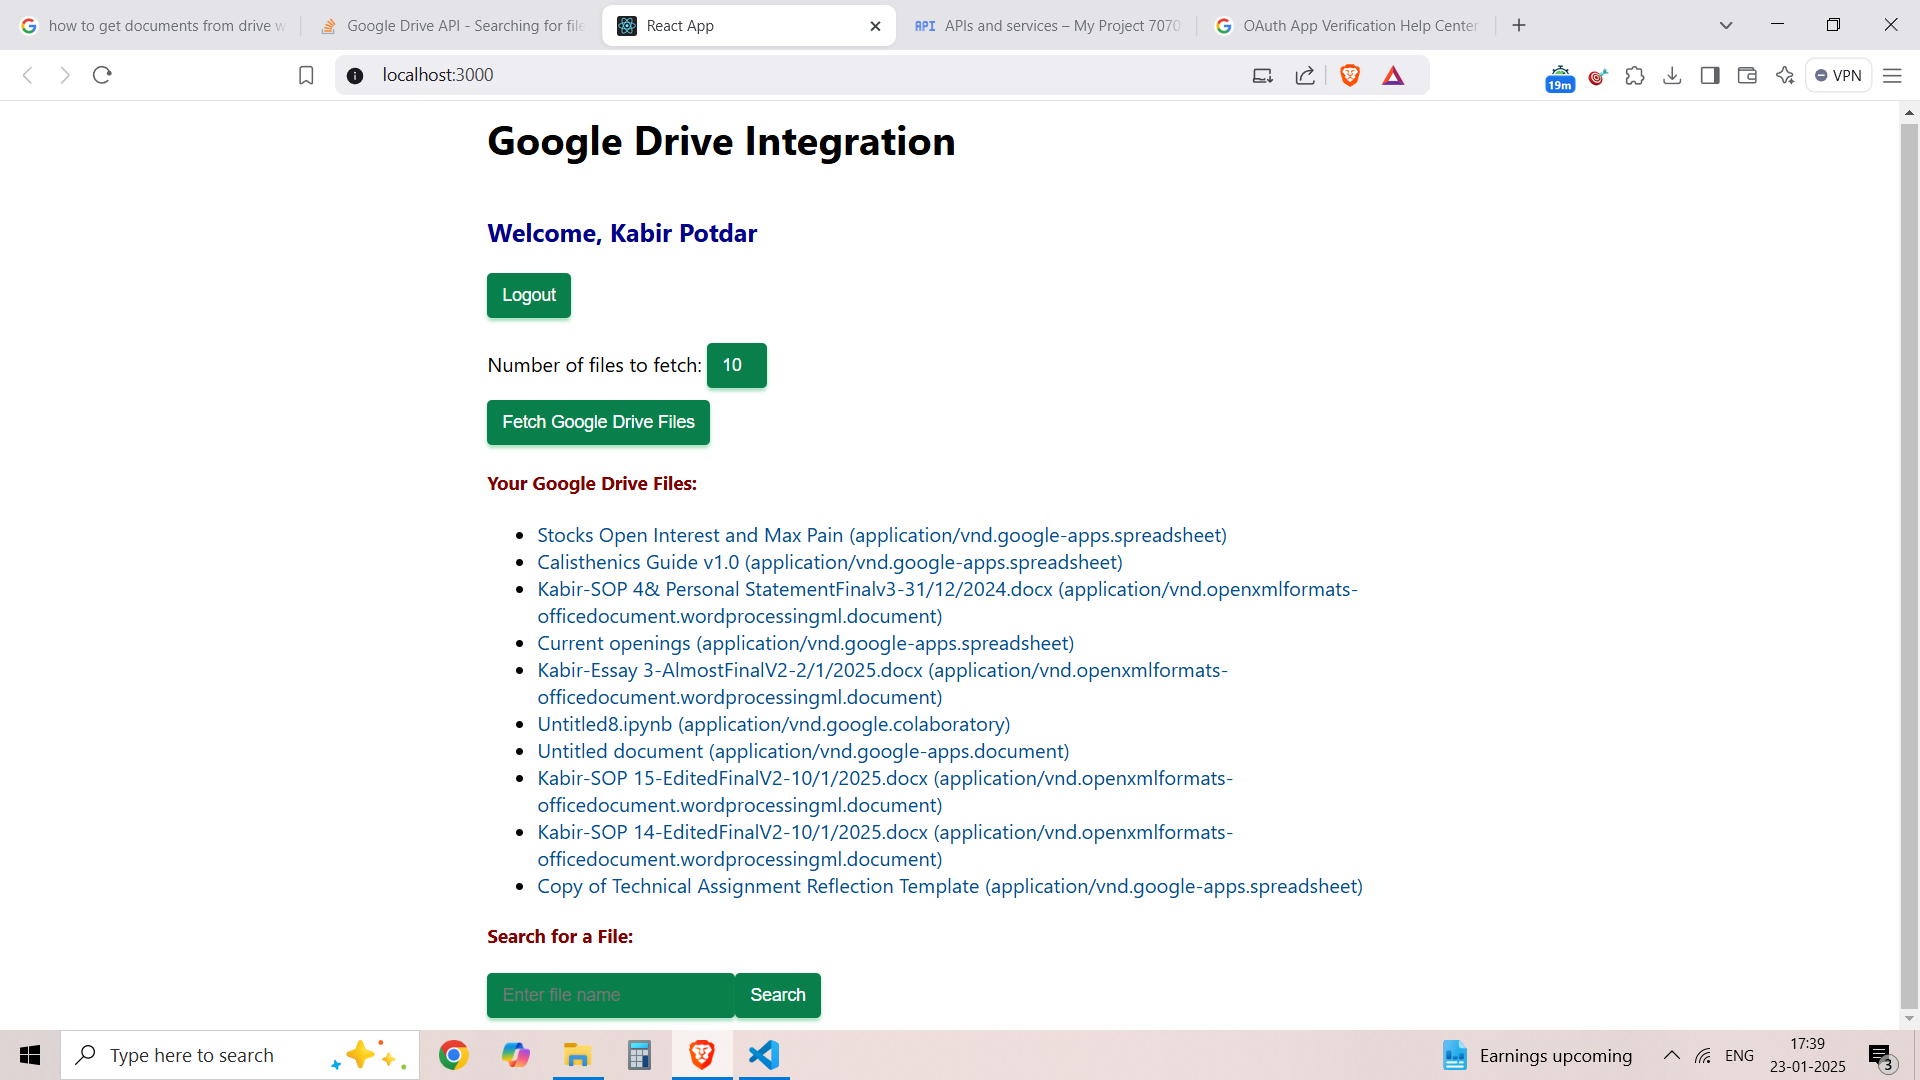 how to get documents from drive w
Google Drive API - Searching for file
React App
API APIs and services – My Project 7070
OAuth App Verification Help Center
localhost:3000
19m
VPN
Google Drive Integration
Welcome, Kabir Potdar
Logout
Number of files to fetch: 10
Fetch Google Drive Files
Your Google Drive Files:
Stocks Open Interest and Max Pain (application/vnd.google-apps.spreadsheet)
Calisthenics Guide v1.0 (application/vnd.google-apps.spreadsheet)
Kabir-SOP 4& Personal StatementFinalv3-31/12/2024.docx (application/vnd.openxmlformats-
officedocument.wordprocessingml.document)
Current openings (application/vnd.google-apps.spreadsheet)
Kabir-Essay 3-AlmostFinalV2-2/1/2025.docx (application/vnd.openxmlformats-
officedocument.wordprocessingml.document)
Untitled8.ipynb (application/vnd.google.colaboratory)
Untitled document (application/vnd.google-apps.document)
Kabir-SOP 15-EditedFinalV2-10/1/2025.docx (application/vnd.openxmlformats-
officedocument.wordprocessingml.document)
Kabir-SOP 14-EditedFinalV2-10/1/2025.docx (application/vnd.openxmlformats-
officedocument.wordprocessingml.document)
Copy of Technical Assignment Reflection Template (application/vnd.google-apps.spreadsheet)
Search for a File:
Enter file name Search
Type here to search
Earnings upcoming
ENG
17:39
23-01-2025
3